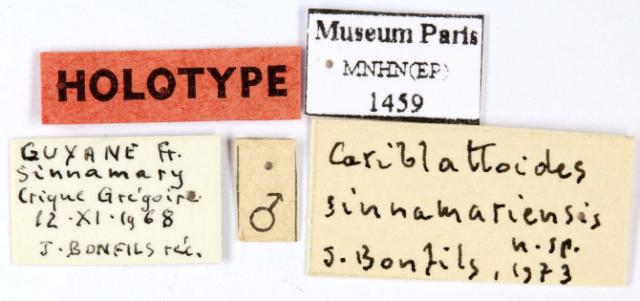 HOLOTYPE
Museum Paris
MNHN(EP)
1459
GUYANE Fr.
Sinnamary
Crique Grégoire
12-XI-1968
J. BONFILS réc.
♂
Cariblattoides
sinnamariensis
n. sp.
J. Bonfils, 1973